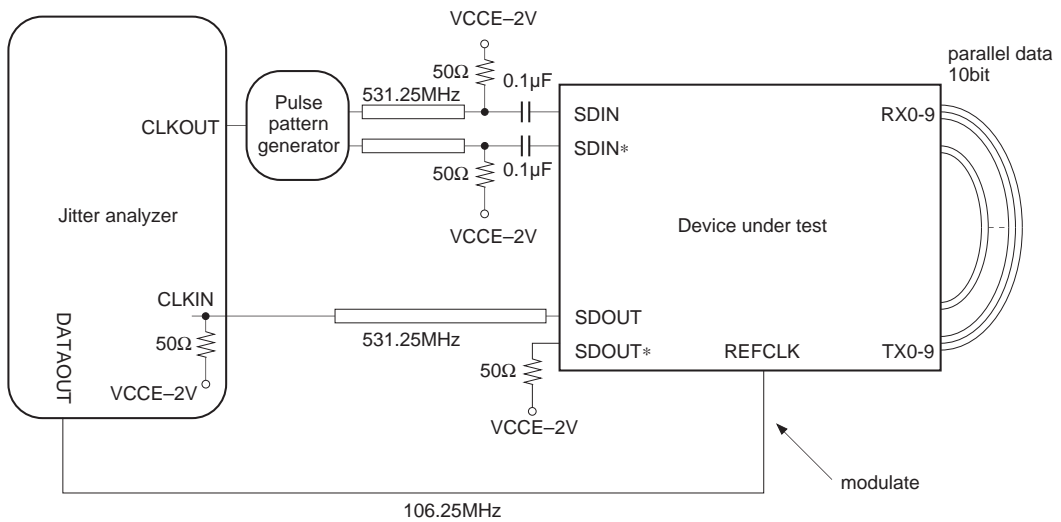 VCCE–2V
parallel data
10bit
50Ω
0.1µF
531.25MHz
Pulse
pattern
generator
CLKOUT
SDIN
RX0-9
SDIN*
50Ω
0.1µF
Jitter analyzer
VCCE–2V
Device under test
CLKIN
SDOUT
531.25MHz
DATAOUT
50Ω
SDOUT*
REFCLK
TX0-9
50Ω
VCCE–2V
VCCE–2V
modulate
106.25MHz